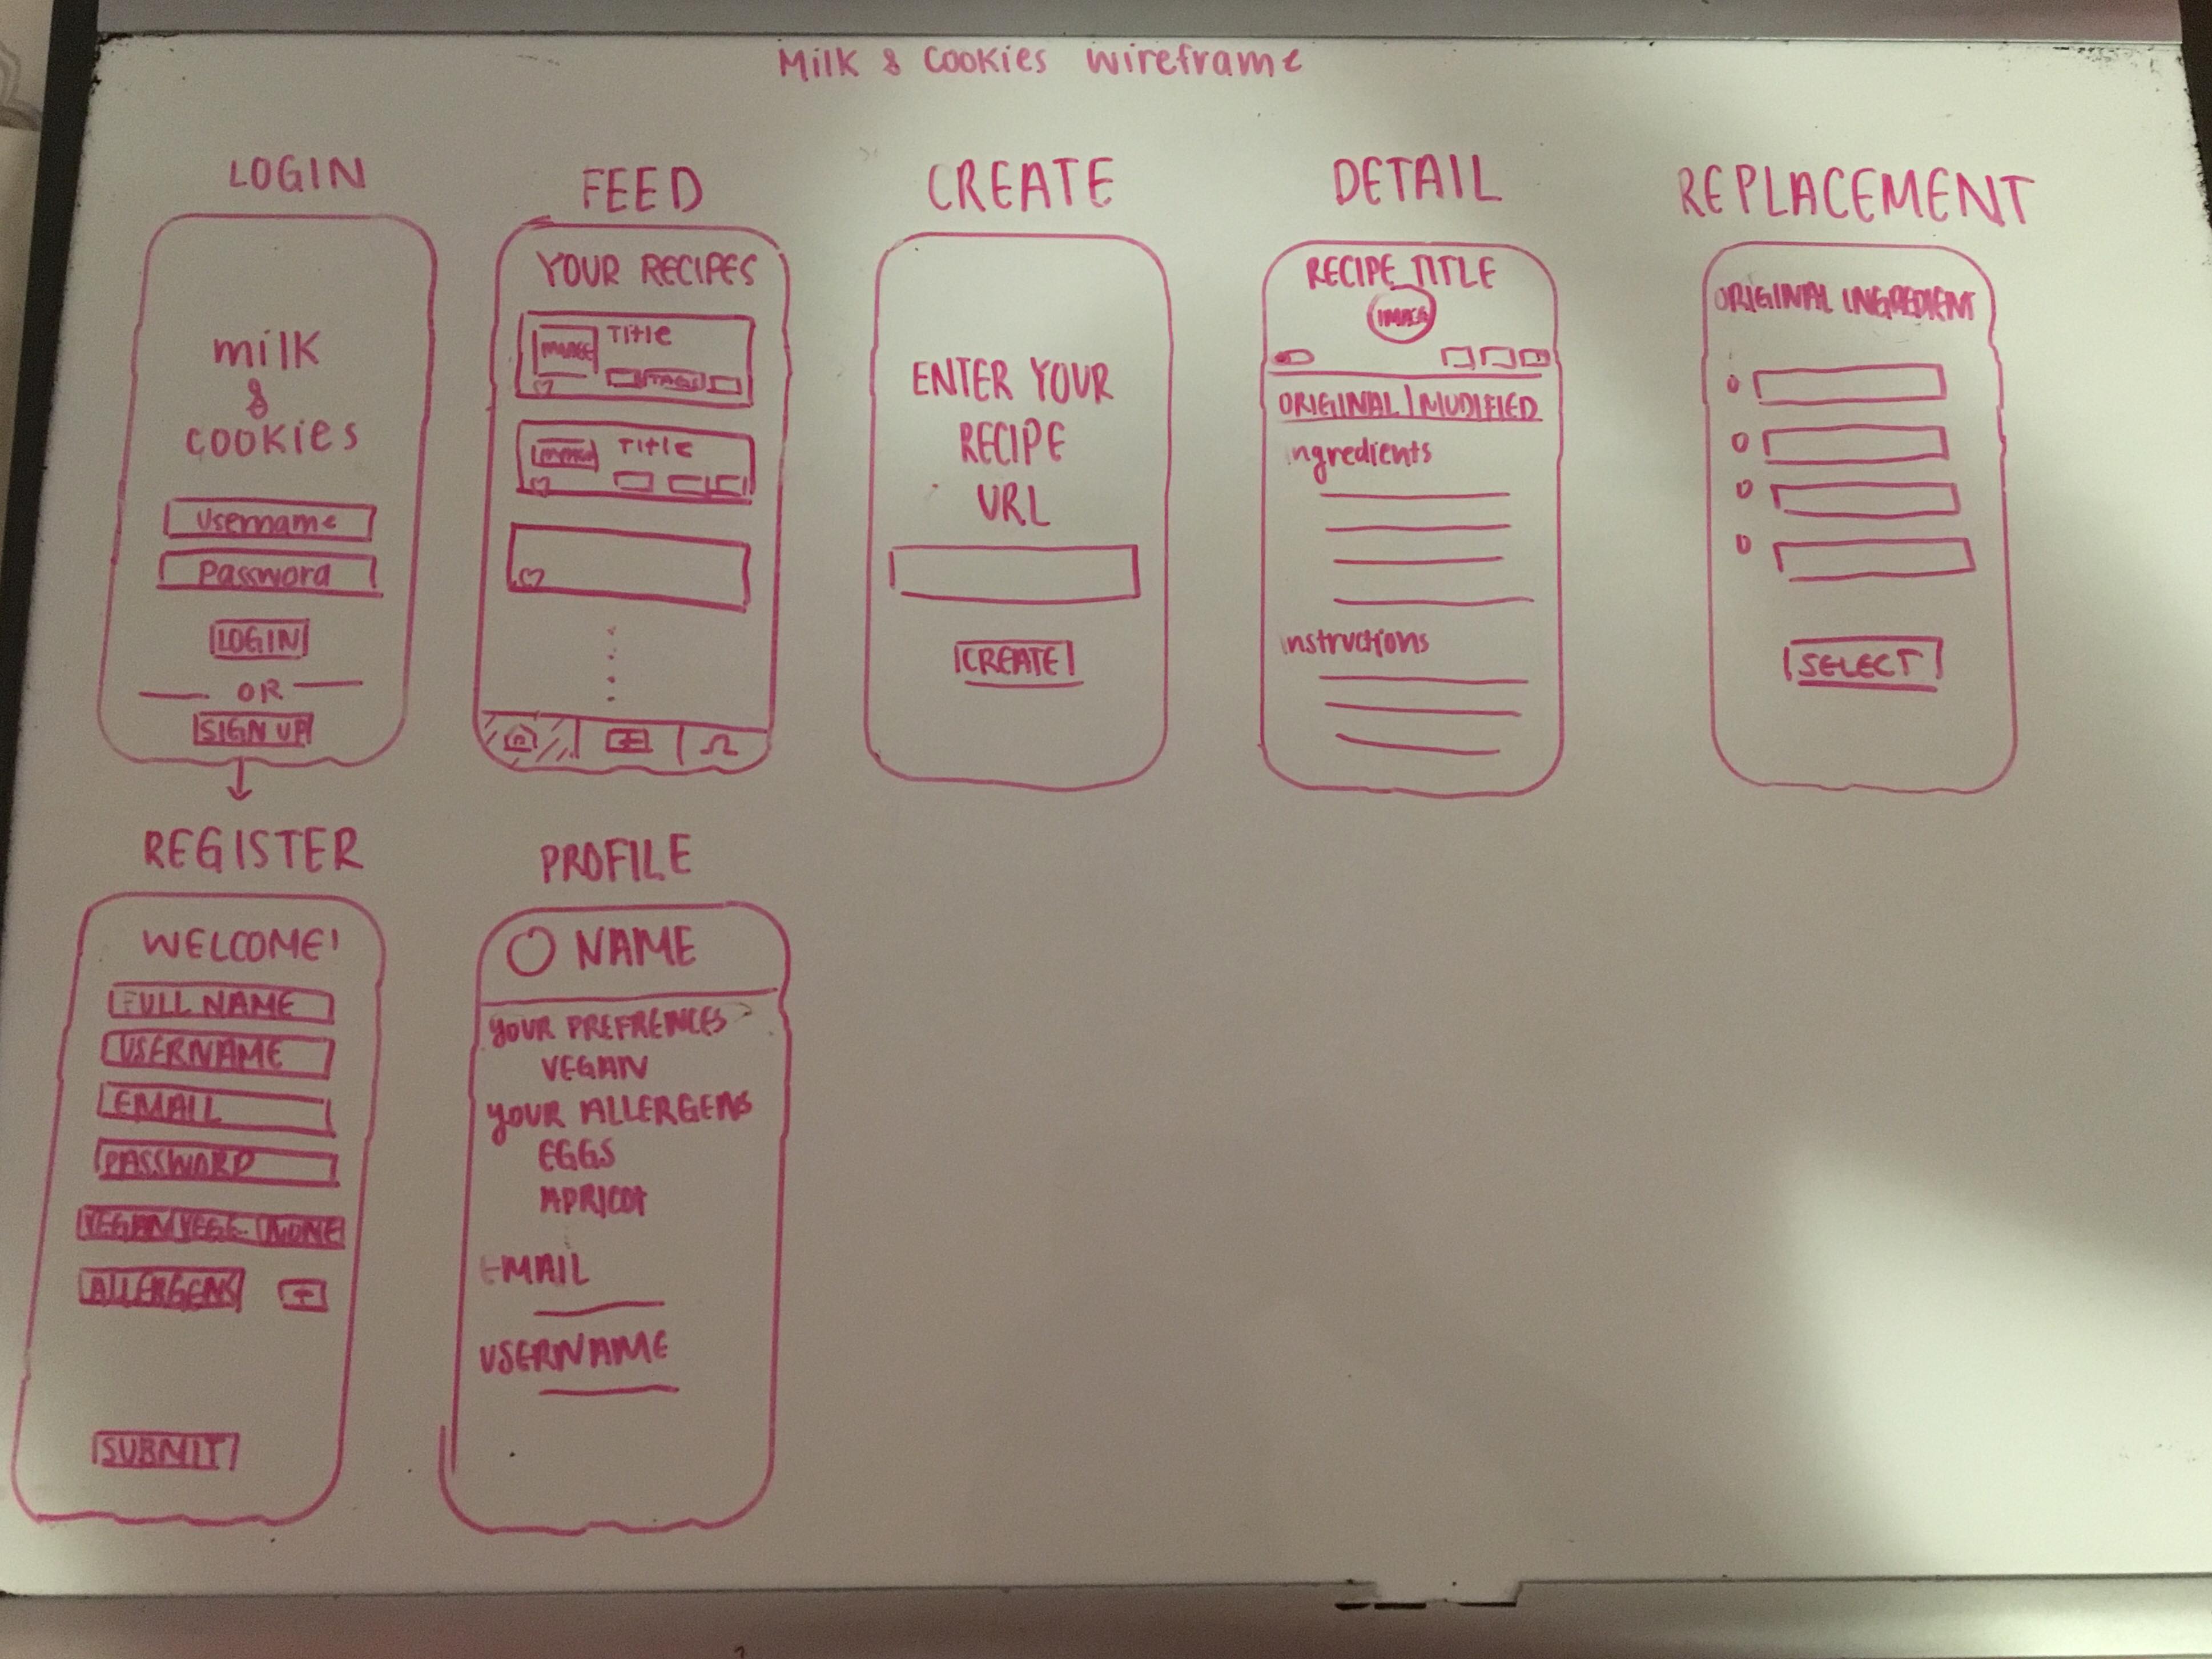 Milk & Cookies Wireframe
LOGIN
milk
&
cookies
Username
Password
LOGIN
OR
SIGN UP
FEED
YOUR RECIPES
IMAGE
Title
TAGS
IMAGE
Title
CREATE
ENTER YOUR
RECIPE
URL
CREATE
DETAIL
RECIPE TITLE
IMAGE
ORIGINAL | MODIFIED
ingredients
instructions
REPLACEMENT
ORIGINAL INGREDIENT
SELECT
REGISTER
WELCOME!
FULL NAME
USERNAME
EMAIL
PASSWORD
VEGAN VEGE. NONE
ALLERGENS +
SUBMIT
PROFILE
NAME
YOUR PREFRENCES
VEGAN
YOUR ALLERGENS
EGGS
APRICOT
EMAIL
USERNAME